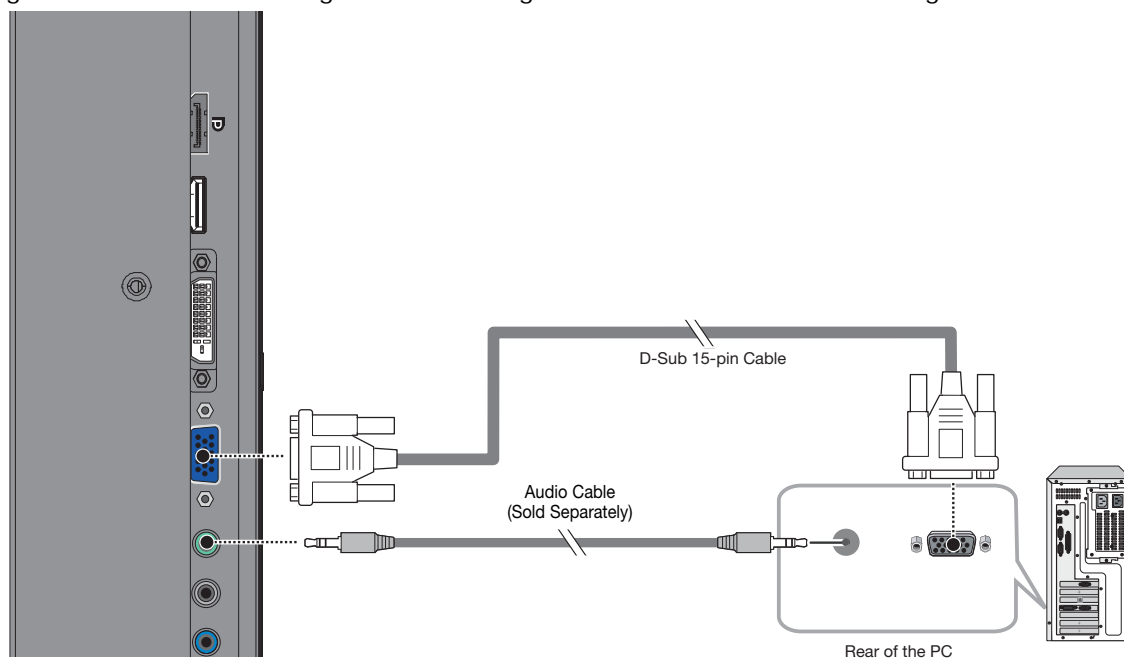 D-Sub 15-pin Cable
Audio Cable
(Sold Separately)
Rear of the PC